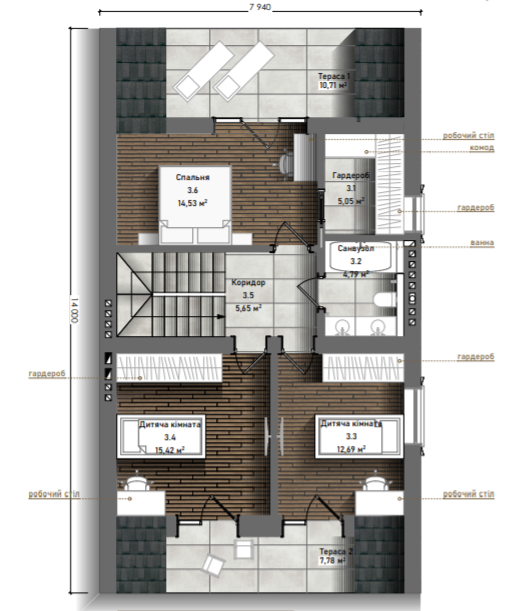 7 940
Тераса 1
10,71 м²
робочий стіл
комод
Спальня
3.6
14,53 м²
Гардероб
3.1
5,05 м²
гардероб
ванка
Санвузол
3.2
4,79 м²
Коридор
3.5
5,65 м²
14 000
гардероб
гардероб
Дитяча кімната
3.4
15,42 м²
Дитяча кімната
3.3
12,69 м²
робочий стіл
робочий стіл
Тераса 2
7,78 м²